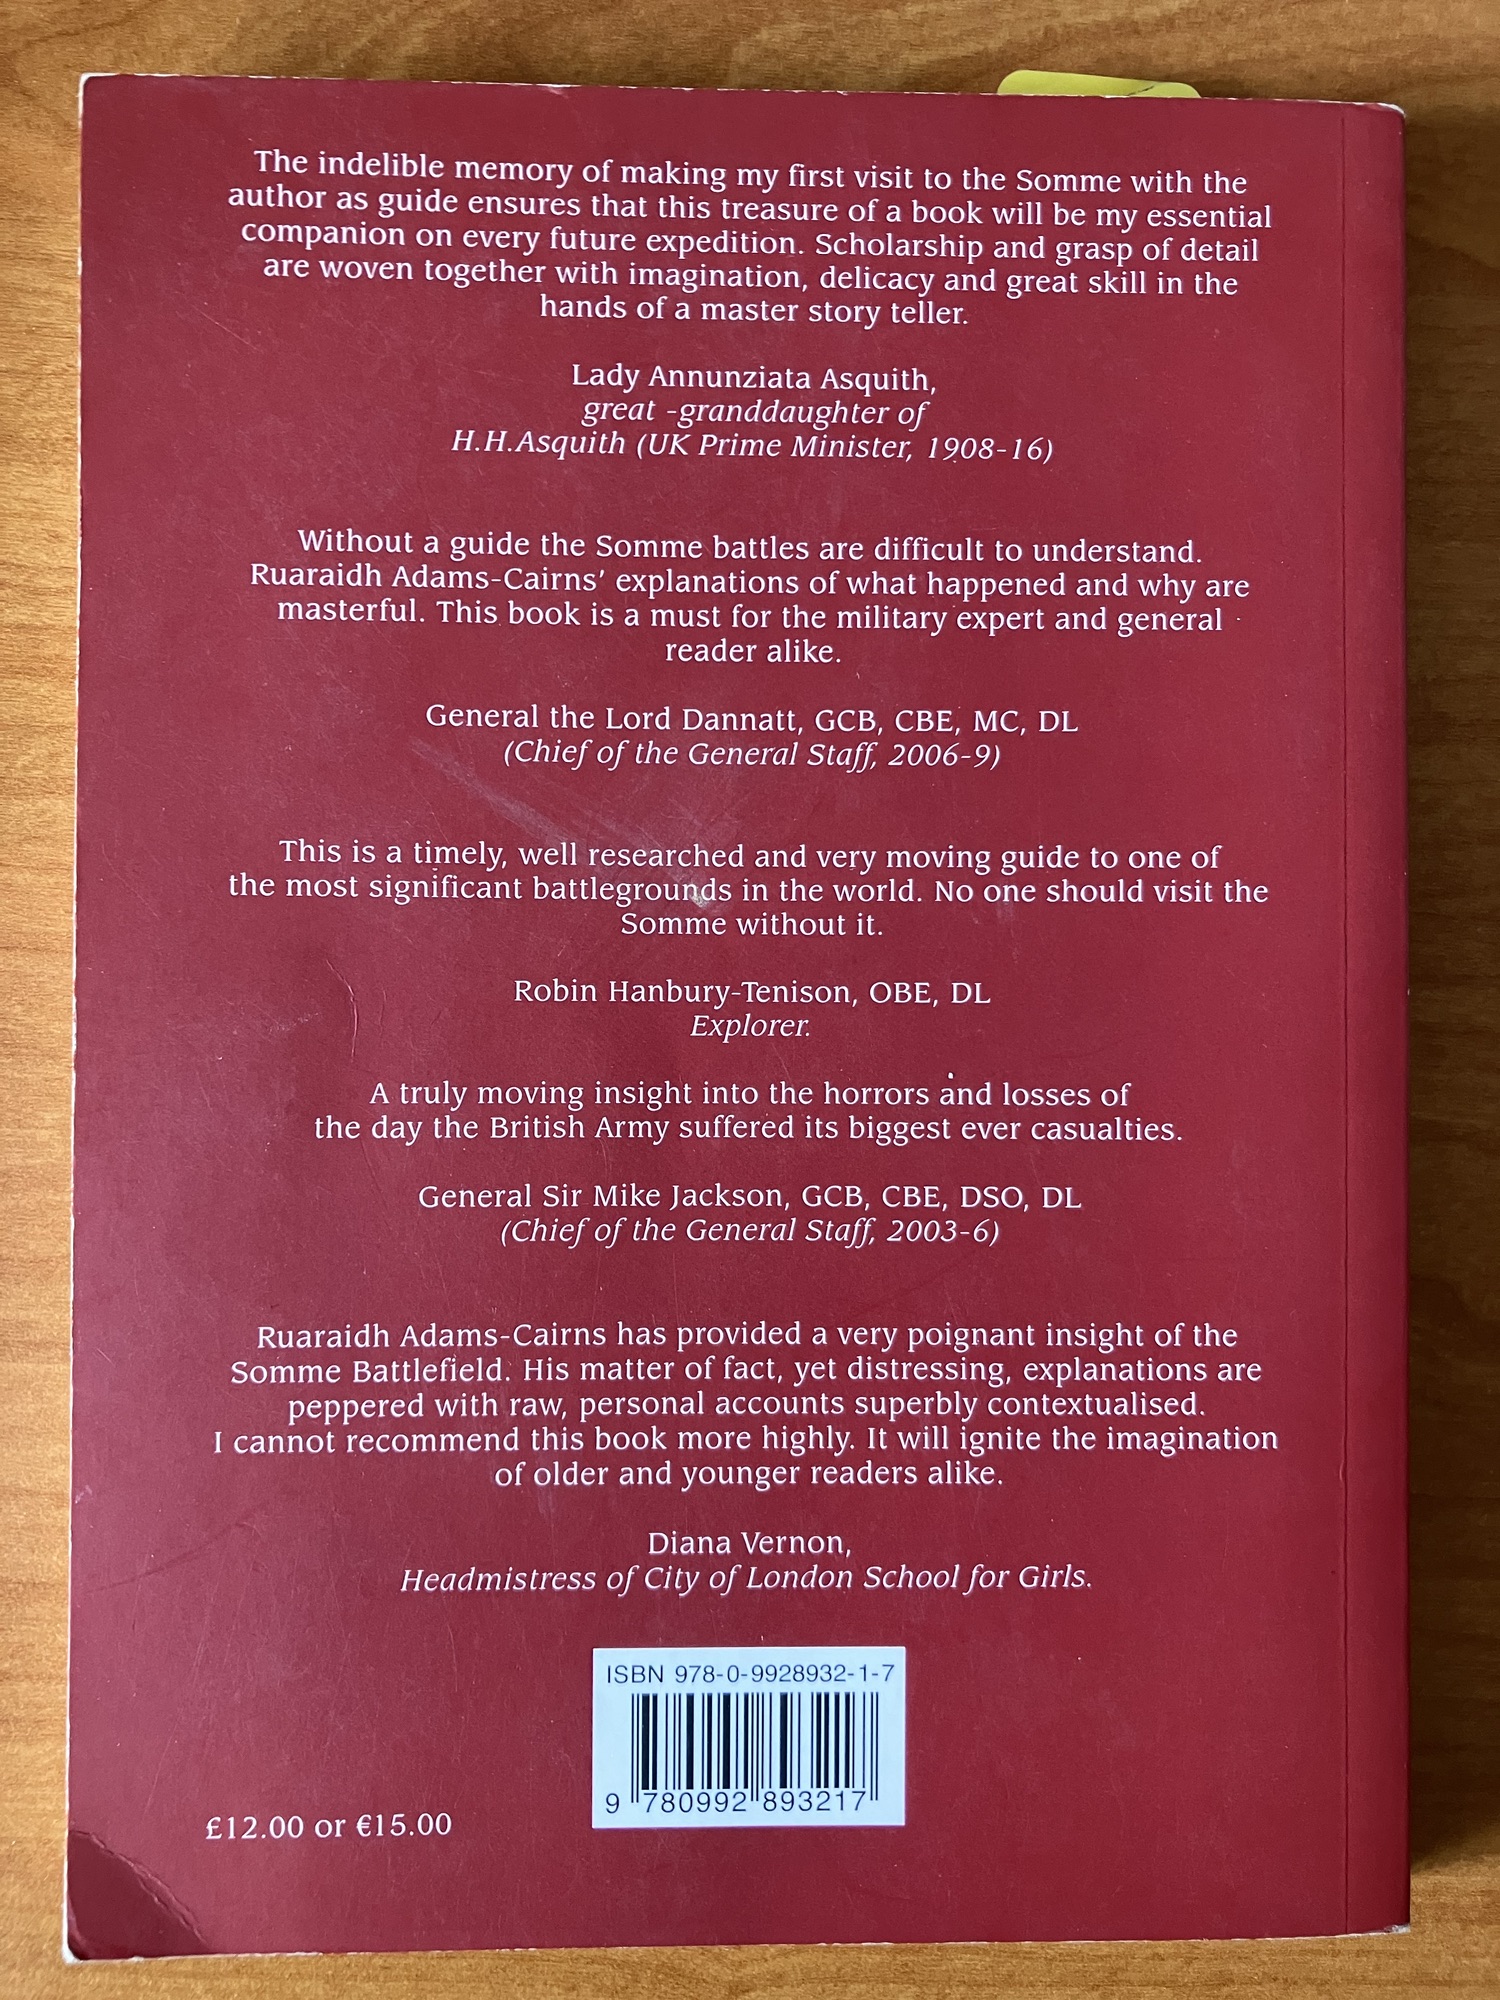 The indelible memory of making my first visit to the Somme with the
author as guide ensures that this treasure of a book will be my essential
companion on every future expedition. Scholarship and grasp of detail
are woven together with imagination, delicacy and great skill in the
hands of a master story teller.
Lady Annunziata Asquith,
great -granddaughter of
H.H.Asquith (UK Prime Minister, 1908-16)
Without a guide the Somme battles are difficult to understand.
Ruaraidh Adams-Cairns’ explanations of what happened and why are
masterful. This book is a must for the military expert and general
reader alike.
General the Lord Dannatt, GCB, CBE, MC, DL
(Chief of the General Staff, 2006-9)
This is a timely, well researched and very moving guide to one of
the most significant battlegrounds in the world. No one should visit the
Somme without it.
Robin Hanbury-Tenison, OBE, DL
Explorer.
A truly moving insight into the horrors and losses of
the day the British Army suffered its biggest ever casualties.
General Sir Mike Jackson, GCB, CBE, DSO, DL
(Chief of the General Staff, 2003-6)
Ruaraidh Adams-Cairns has provided a very poignant insight of the
Somme Battlefield. His matter of fact, yet distressing, explanations are
peppered with raw, personal accounts superbly contextualised.
I cannot recommend this book more highly. It will ignite the imagination
of older and younger readers alike.
Diana Vernon,
Headmistress of City of London School for Girls.
ISBN 978-0-9928932-1-7
9 780992 893217
£12.00 or €15.00